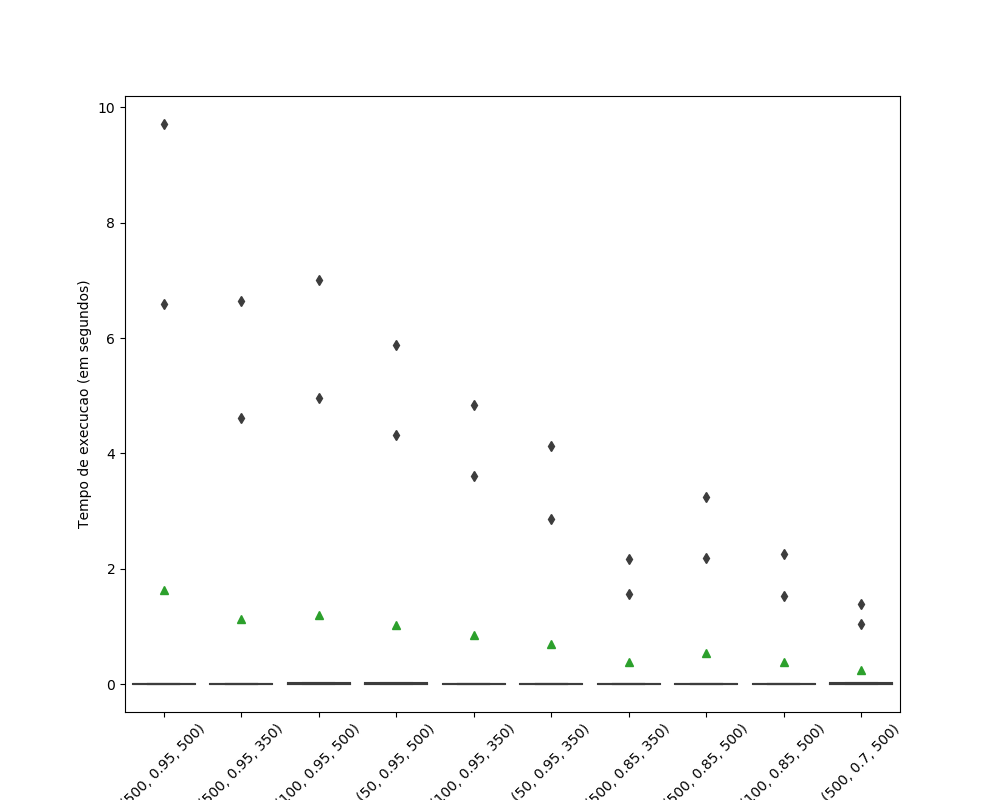 Tempo de execucao (em segundos)
10
8
6
4
2
0
500, 0.95, 500)
500, 0.95, 350)
100, 0.95, 500)
(50, 0.95, 500)
100, 0.95, 350)
(50, 0.95, 350)
500, 0.85, 350)
500, 0.85, 500)
100, 0.85, 500)
(500, 0.7, 500)